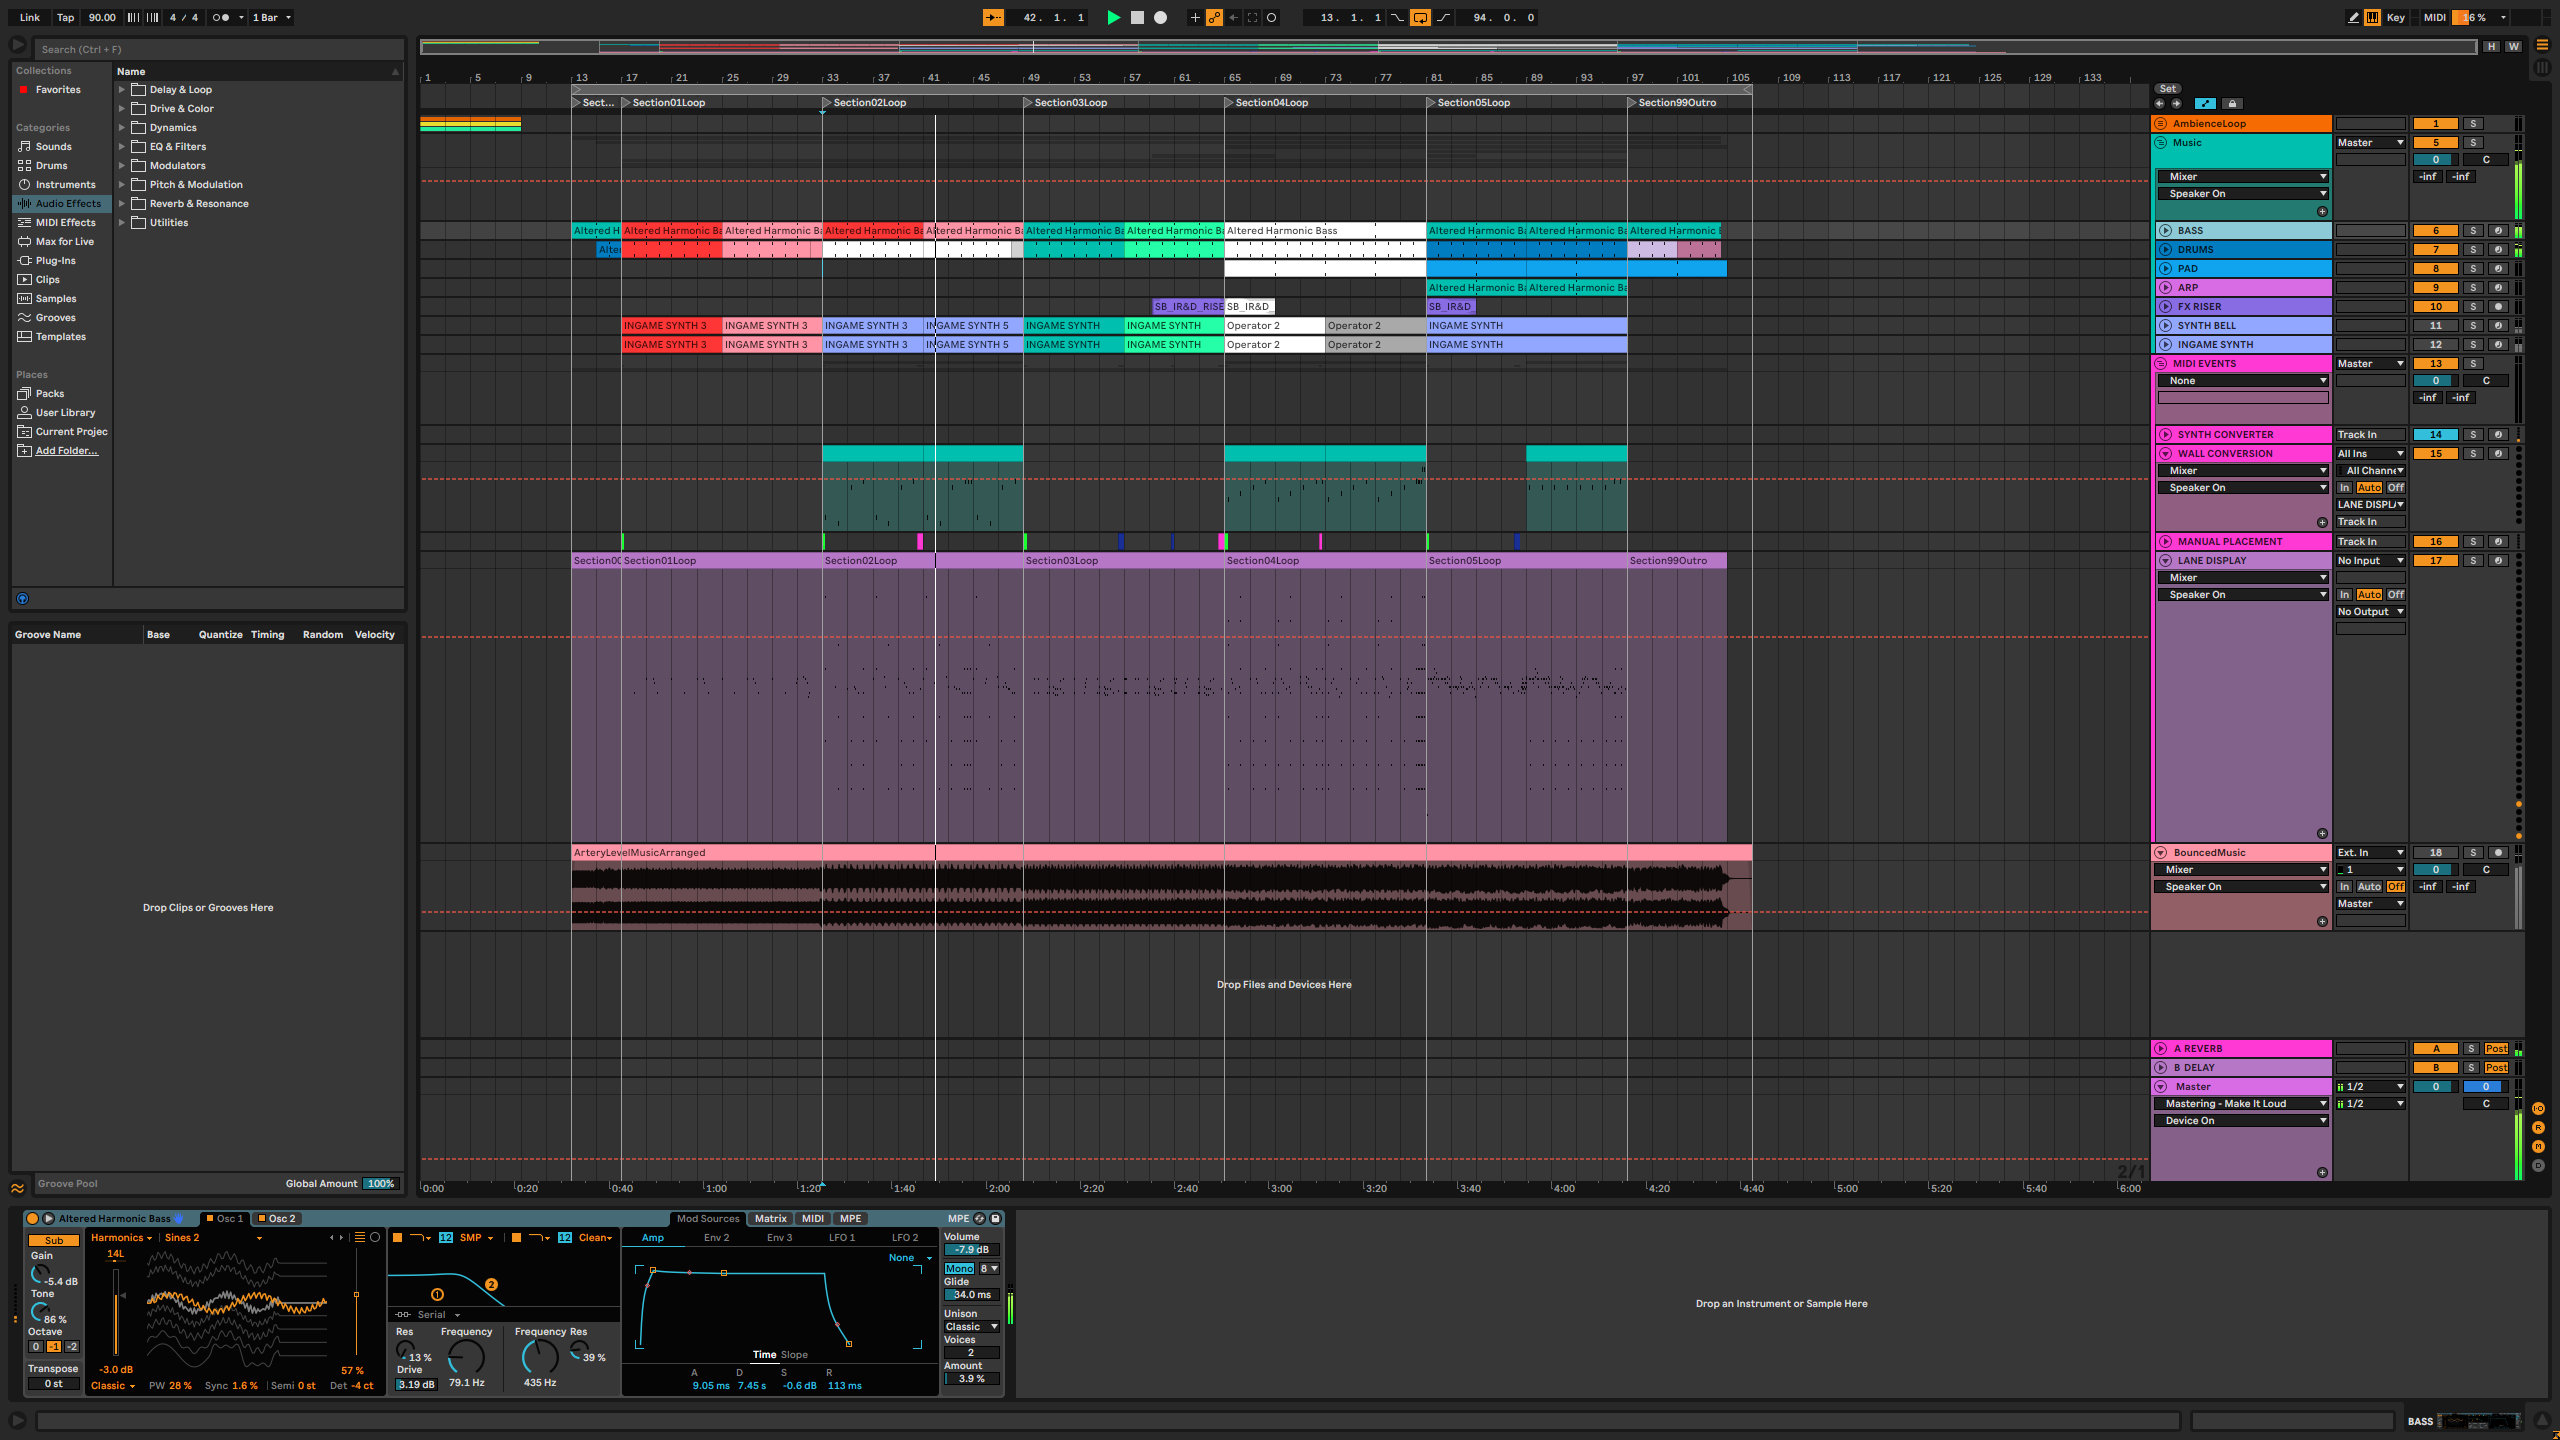 Link Tap 90.00 4 / 4 1 Bar 42. 1. 1 13. 1. 1 94. 0. 0 Key MIDI 16 %
Search (Ctrl + F)
H W
Collections
Favorites
Categories
Sounds
Drums
Instruments
Audio Effects
MIDI Effects
Max for Live
Plug-Ins
Clips
Samples
Grooves
Templates
Places
Packs
User Library
Current Projec
Add Folder...
Name
Delay & Loop
Drive & Color
Dynamics
EQ & Filters
Modulators
Pitch & Modulation
Reverb & Resonance
Utilities
Groove Name Base Quantize Timing Random Velocity
Drop Clips or Grooves Here
Groove Pool Global Amount 100%
1 5 9 13 17 21 25 29 33 37 41 45 49 53 57 61 65 69 73 77 81 85 89 93 97 101 105 109 113 117 121 125 129 133
Set
Sect... Section01Loop Section02Loop Section03Loop Section04Loop Section05Loop Section99Outro
AmbienceLoop 1 S
Music Master 5 S
0 C
Mixer -inf -inf
Speaker On
Altered H Altered Harmonic Ba Altered Harmonic Ba Altered Harmonic Ba Altered Harmonic Ba Altered Harmonic Ba Altered Harmonic Ba Altered Harmonic Bass Altered Harmonic Ba Altered Harmonic Ba Altered Harmonic B
BASS 6 S
Alter
DRUMS 7 S
PAD 8 S
Altered Harmonic Ba Altered Harmonic Ba
ARP 9 S
SB_IR&D_RISE SB_IR&D_ SB_IR&D
FX RISER 10 S
INGAME SYNTH 3 INGAME SYNTH 3 INGAME SYNTH 3 INGAME SYNTH 5 INGAME SYNTH INGAME SYNTH Operator 2 Operator 2 INGAME SYNTH
SYNTH BELL 11 S
INGAME SYNTH 3 INGAME SYNTH 3 INGAME SYNTH 3 INGAME SYNTH 5 INGAME SYNTH INGAME SYNTH Operator 2 Operator 2 INGAME SYNTH
INGAME SYNTH 12 S
MIDI EVENTS Master 13 S
None 0 C
-inf -inf
SYNTH CONVERTER Track In 14 S
WALL CONVERSION All Ins 15 S
Mixer All Channe
Speaker On In Auto Off
LANE DISPL
Track In
MANUAL PLACEMENT Track In 16 S
Section00 Section01Loop Section02Loop Section03Loop Section04Loop Section05Loop Section99Outro
LANE DISPLAY No Input 17 S
Mixer
Speaker On In Auto Off
No Output
ArteryLevelMusicArranged
BouncedMusic Ext. In 18 S
Mixer 1 0 C
Speaker On In Auto Off -inf -inf
Master
Drop Files and Devices Here
A REVERB A S Post
B DELAY B S Post
Master 1/2 0 0
Mastering - Make It Loud 1/2 C
Device On
2/1
0:00 0:20 0:40 1:00 1:20 1:40 2:00 2:20 2:40 3:00 3:20 3:40 4:00 4:20 4:40 5:00 5:20 5:40 6:00
Altered Harmonic Bass Osc 1 Osc 2 Mod Sources Matrix MIDI MPE MPE
Sub
Gain
-5.4 dB
Tone
86 %
Octave
0 -1 -2
Transpose
0 st
Harmonics Sines 2
14L
-3.0 dB 57 %
Classic PW 28 % Sync 1.6 % Semi 0 st Det -4 ct
12 SMP 12 Clean
1 2
Serial
Res Frequency Frequency Res
13 % 39 %
Drive
3.19 dB 79.1 Hz 435 Hz
Amp Env 2 Env 3 LFO 1 LFO 2
None
Time Slope
A D S R
9.05 ms 7.45 s -0.6 dB 113 ms
Volume
-7.9 dB
Mono 8
Glide
34.0 ms
Unison
Classic
Voices
2
Amount
3.9 %
Drop an Instrument or Sample Here
BASS